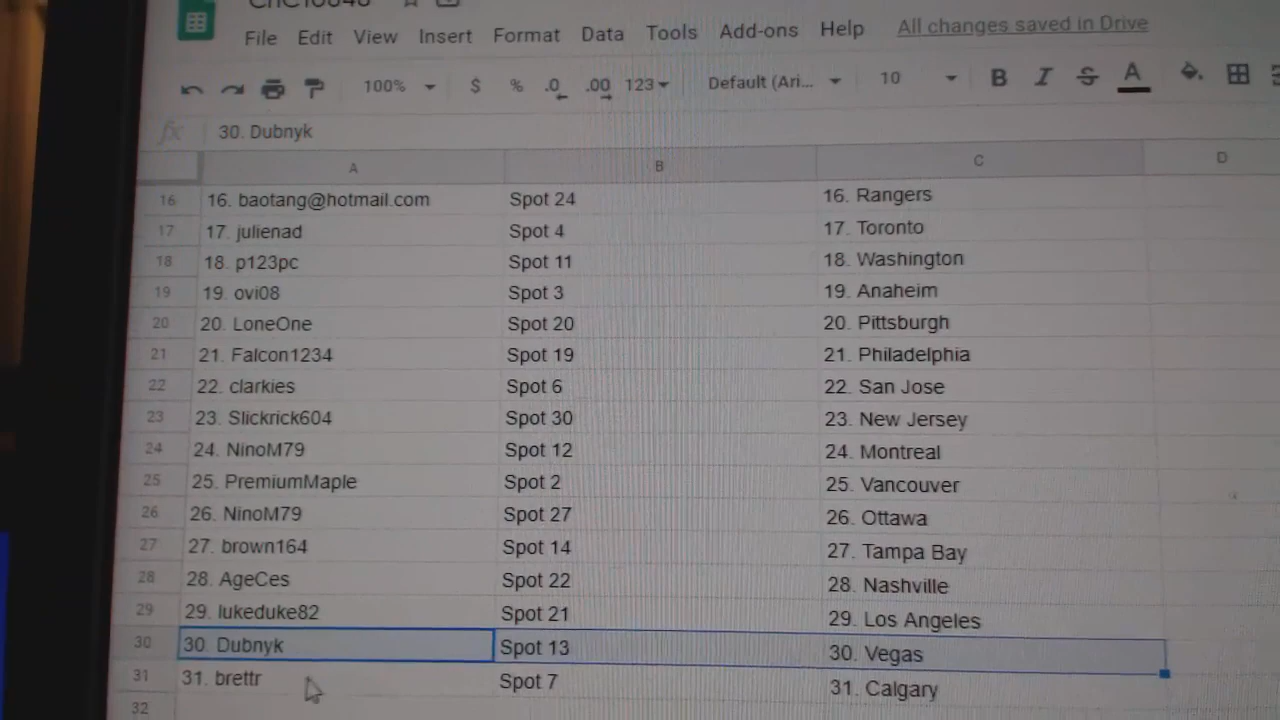 File Edit View Insert Format Data Tools Add-ons Help All changes saved in Drive
100% $ % .0 .00 123 Default (Ari... 10 B I S A
fx 30. Dubnyk
A B C D
16 16. baotang@hotmail.com Spot 24 16. Rangers
17 17. julienad Spot 4 17. Toronto
18 18. p123pc Spot 11 18. Washington
19 19. ovi08 Spot 3 19. Anaheim
20 20. LoneOne Spot 20 20. Pittsburgh
21 21. Falcon1234 Spot 19 21. Philadelphia
22 22. clarkies Spot 6 22. San Jose
23 23. Slickrick604 Spot 30 23. New Jersey
24 24. NinoM79 Spot 12 24. Montreal
25 25. PremiumMaple Spot 2 25. Vancouver
26 26. NinoM79 Spot 27 26. Ottawa
27 27. brown164 Spot 14 27. Tampa Bay
28 28. AgeCes Spot 22 28. Nashville
29 29. lukeduke82 Spot 21 29. Los Angeles
30 30. Dubnyk Spot 13 30. Vegas
31 31. brettr Spot 7 31. Calgary
32